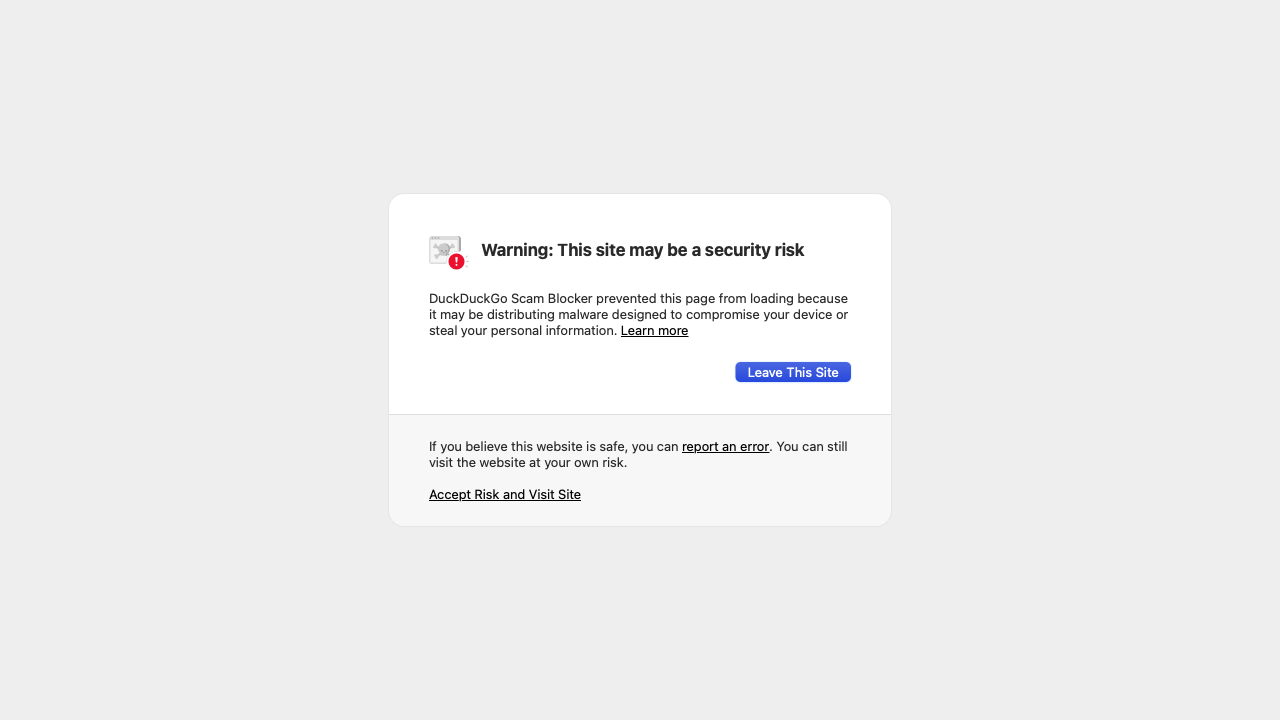 Warning: This site may be a security risk
DuckDuckGo Scam Blocker prevented this page from loading because
it may be distributing malware designed to compromise your device or
steal your personal information. Learn more
Leave This Site
If you believe this website is safe, you can report an error. You can still
visit the website at your own risk.
Accept Risk and Visit Site